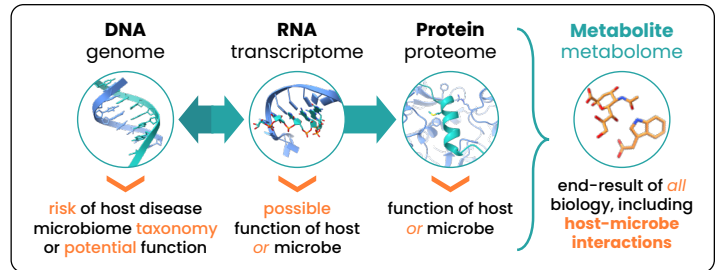 DNA
genome
risk of host disease
microbiome taxonomy
or potential function
RNA
transcriptome
possible
function of host
or microbe
Protein
proteome
function of host
or microbe
Metabolite
metabolome
end-result of all
biology, including
host-microbe
interactions